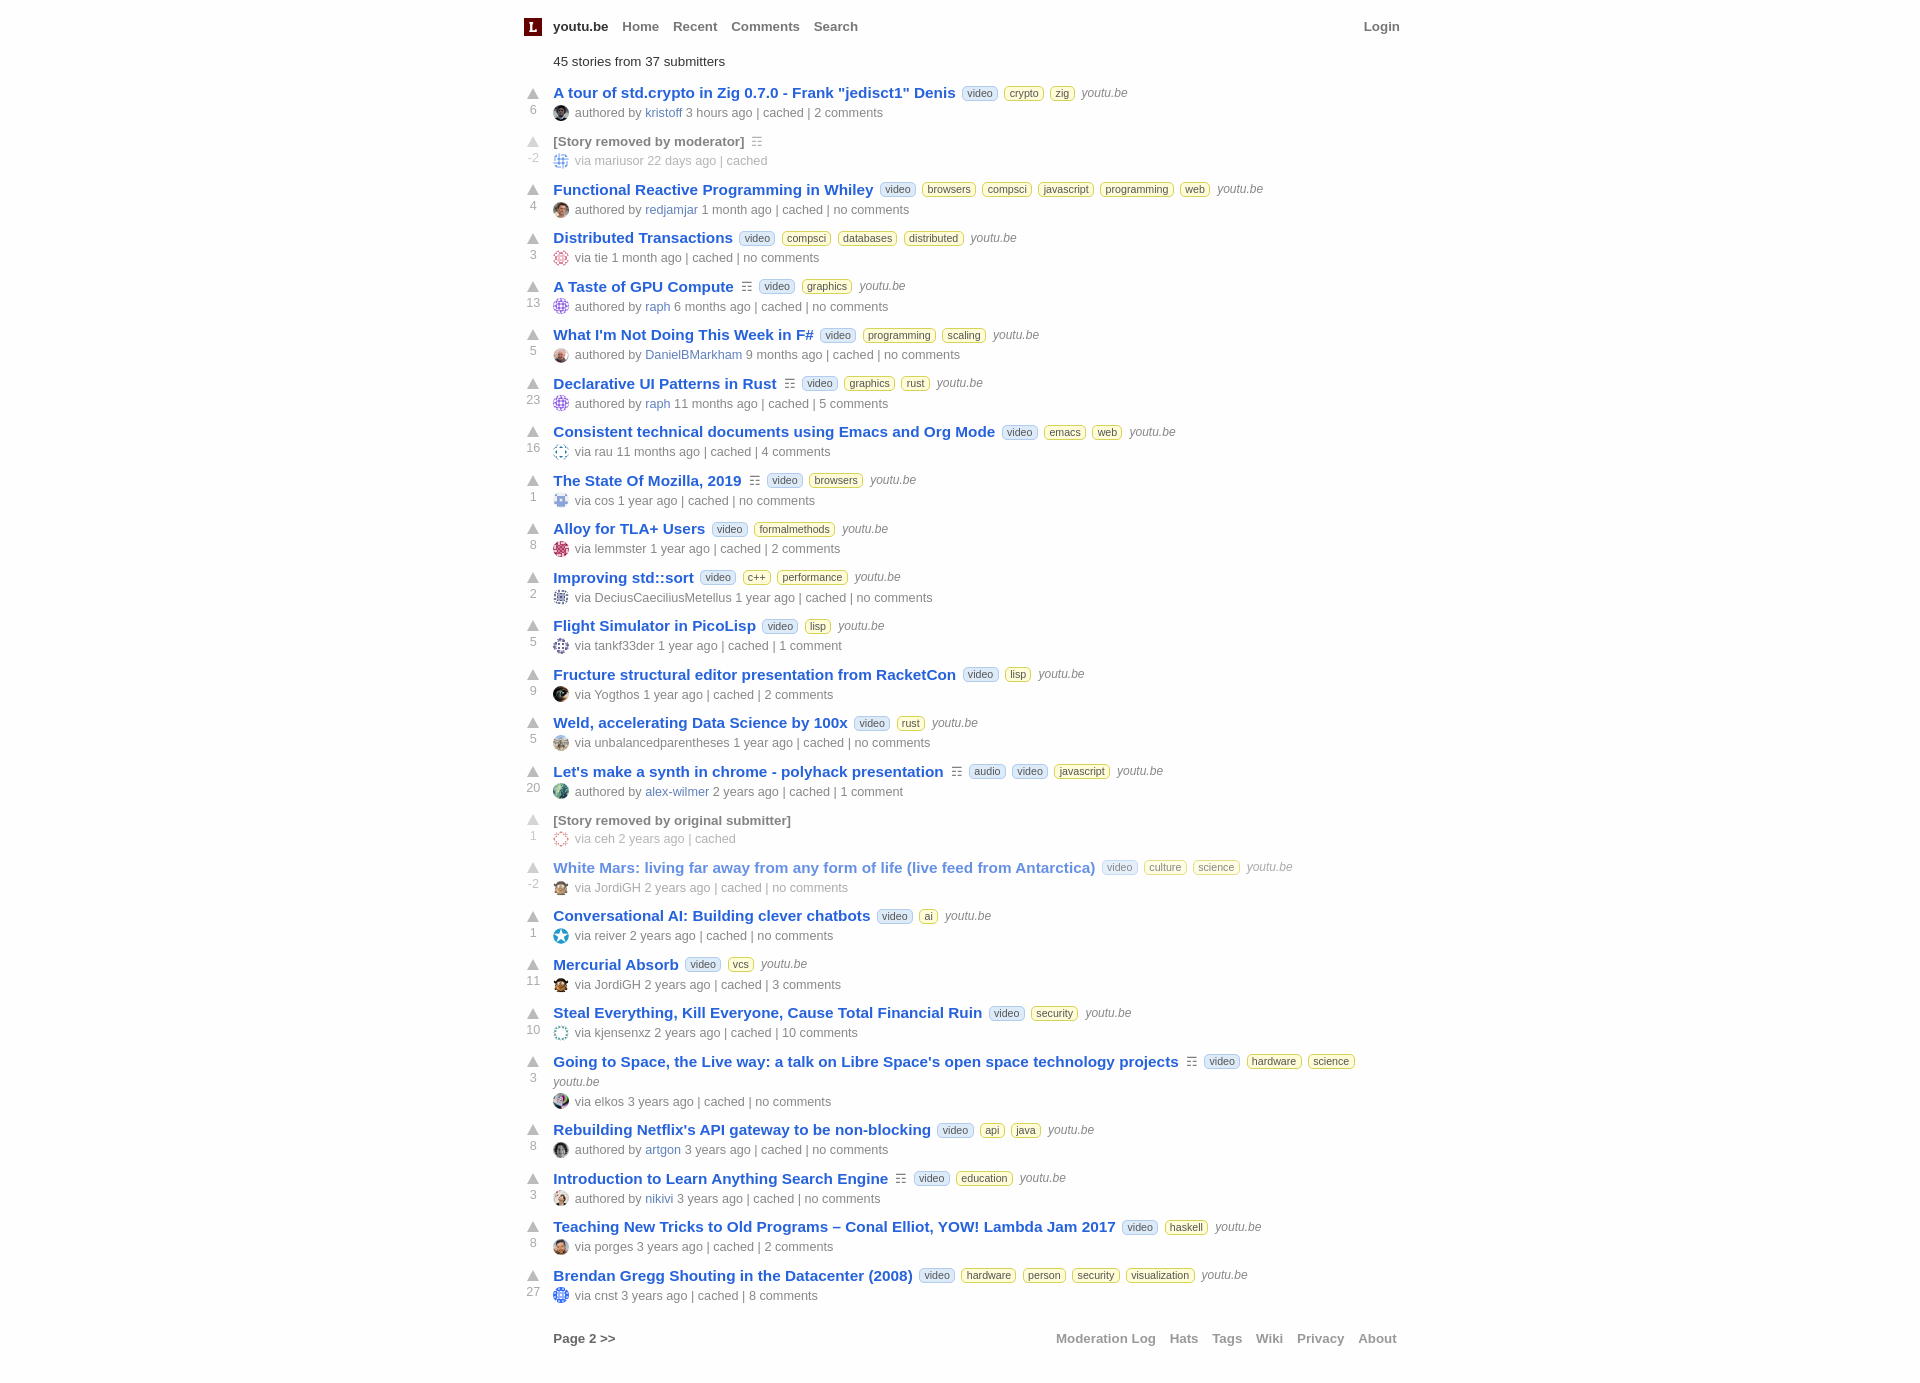 L youtu.be Home Recent Comments Search Login
45 stories from 37 submitters
A tour of std.crypto in Zig 0.7.0 - Frank "jedisct1" Denis video crypto zig youtu.be
6 authored by kristoff 3 hours ago | cached | 2 comments
[Story removed by moderator] ☶
-2 via mariusor 22 days ago | cached
Functional Reactive Programming in Whiley video browsers compsci javascript programming web youtu.be
4 authored by redjamjar 1 month ago | cached | no comments
Distributed Transactions video compsci databases distributed youtu.be
3 via tie 1 month ago | cached | no comments
A Taste of GPU Compute ☶ video graphics youtu.be
13 authored by raph 6 months ago | cached | no comments
What I'm Not Doing This Week in F# video programming scaling youtu.be
5 authored by DanielBMarkham 9 months ago | cached | no comments
Declarative UI Patterns in Rust ☶ video graphics rust youtu.be
23 authored by raph 11 months ago | cached | 5 comments
Consistent technical documents using Emacs and Org Mode video emacs web youtu.be
16 via rau 11 months ago | cached | 4 comments
The State Of Mozilla, 2019 ☶ video browsers youtu.be
1 via cos 1 year ago | cached | no comments
Alloy for TLA+ Users video formalmethods youtu.be
8 via lemmster 1 year ago | cached | 2 comments
Improving std::sort video c++ performance youtu.be
2 via DeciusCaeciliusMetellus 1 year ago | cached | no comments
Flight Simulator in PicoLisp video lisp youtu.be
5 via tankf33der 1 year ago | cached | 1 comment
Fructure structural editor presentation from RacketCon video lisp youtu.be
9 via Yogthos 1 year ago | cached | 2 comments
Weld, accelerating Data Science by 100x video rust youtu.be
5 via unbalancedparentheses 1 year ago | cached | no comments
Let's make a synth in chrome - polyhack presentation ☶ audio video javascript youtu.be
20 authored by alex-wilmer 2 years ago | cached | 1 comment
[Story removed by original submitter]
1 via ceh 2 years ago | cached
White Mars: living far away from any form of life (live feed from Antarctica) video culture science youtu.be
-2 via JordiGH 2 years ago | cached | no comments
Conversational AI: Building clever chatbots video ai youtu.be
1 via reiver 2 years ago | cached | no comments
Mercurial Absorb video vcs youtu.be
11 via JordiGH 2 years ago | cached | 3 comments
Steal Everything, Kill Everyone, Cause Total Financial Ruin video security youtu.be
10 via kjensenxz 2 years ago | cached | 10 comments
Going to Space, the Live way: a talk on Libre Space's open space technology projects ☶ video hardware science
3 youtu.be
via elkos 3 years ago | cached | no comments
Rebuilding Netflix's API gateway to be non-blocking video api java youtu.be
8 authored by artgon 3 years ago | cached | no comments
Introduction to Learn Anything Search Engine ☶ video education youtu.be
3 authored by nikivi 3 years ago | cached | no comments
Teaching New Tricks to Old Programs – Conal Elliot, YOW! Lambda Jam 2017 video haskell youtu.be
8 via porges 3 years ago | cached | 2 comments
Brendan Gregg Shouting in the Datacenter (2008) video hardware person security visualization youtu.be
27 via cnst 3 years ago | cached | 8 comments
Page 2 >> Moderation Log Hats Tags Wiki Privacy About